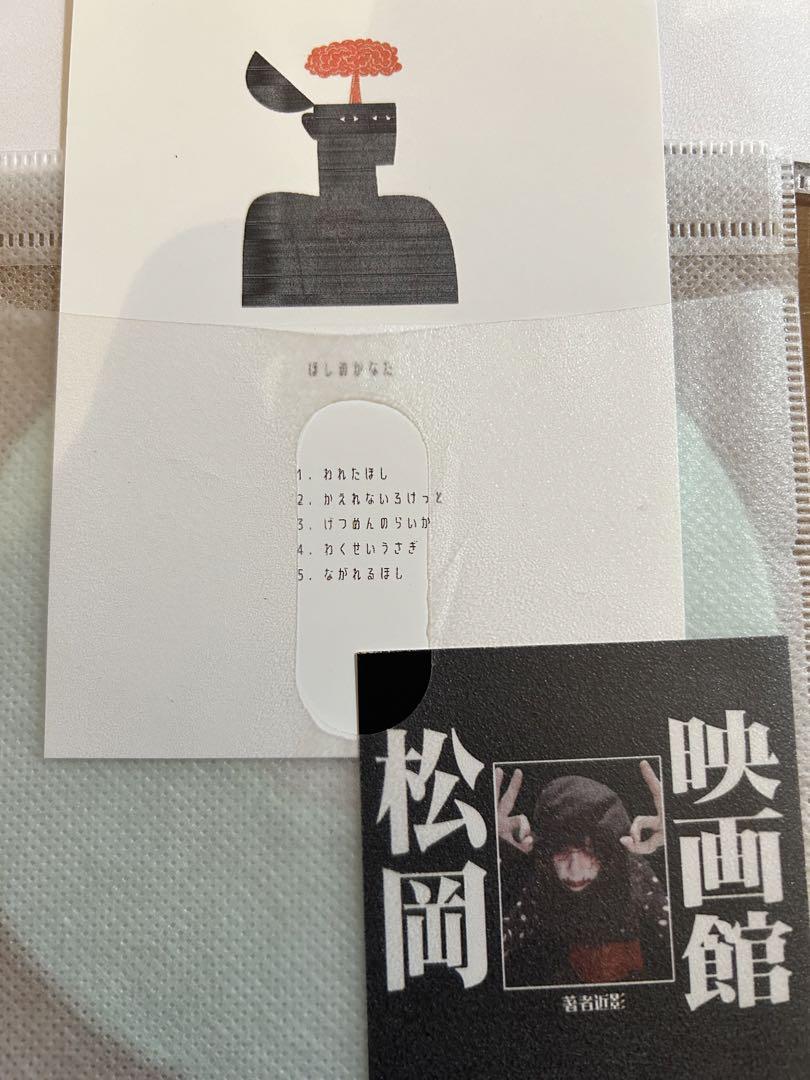 ほしのかなた
1. われたほし
2. かえれないろけっと
3. げつめんのらいか
4. わくせいうさぎ
5. ながれるほし
映画館
松岡
著者近影